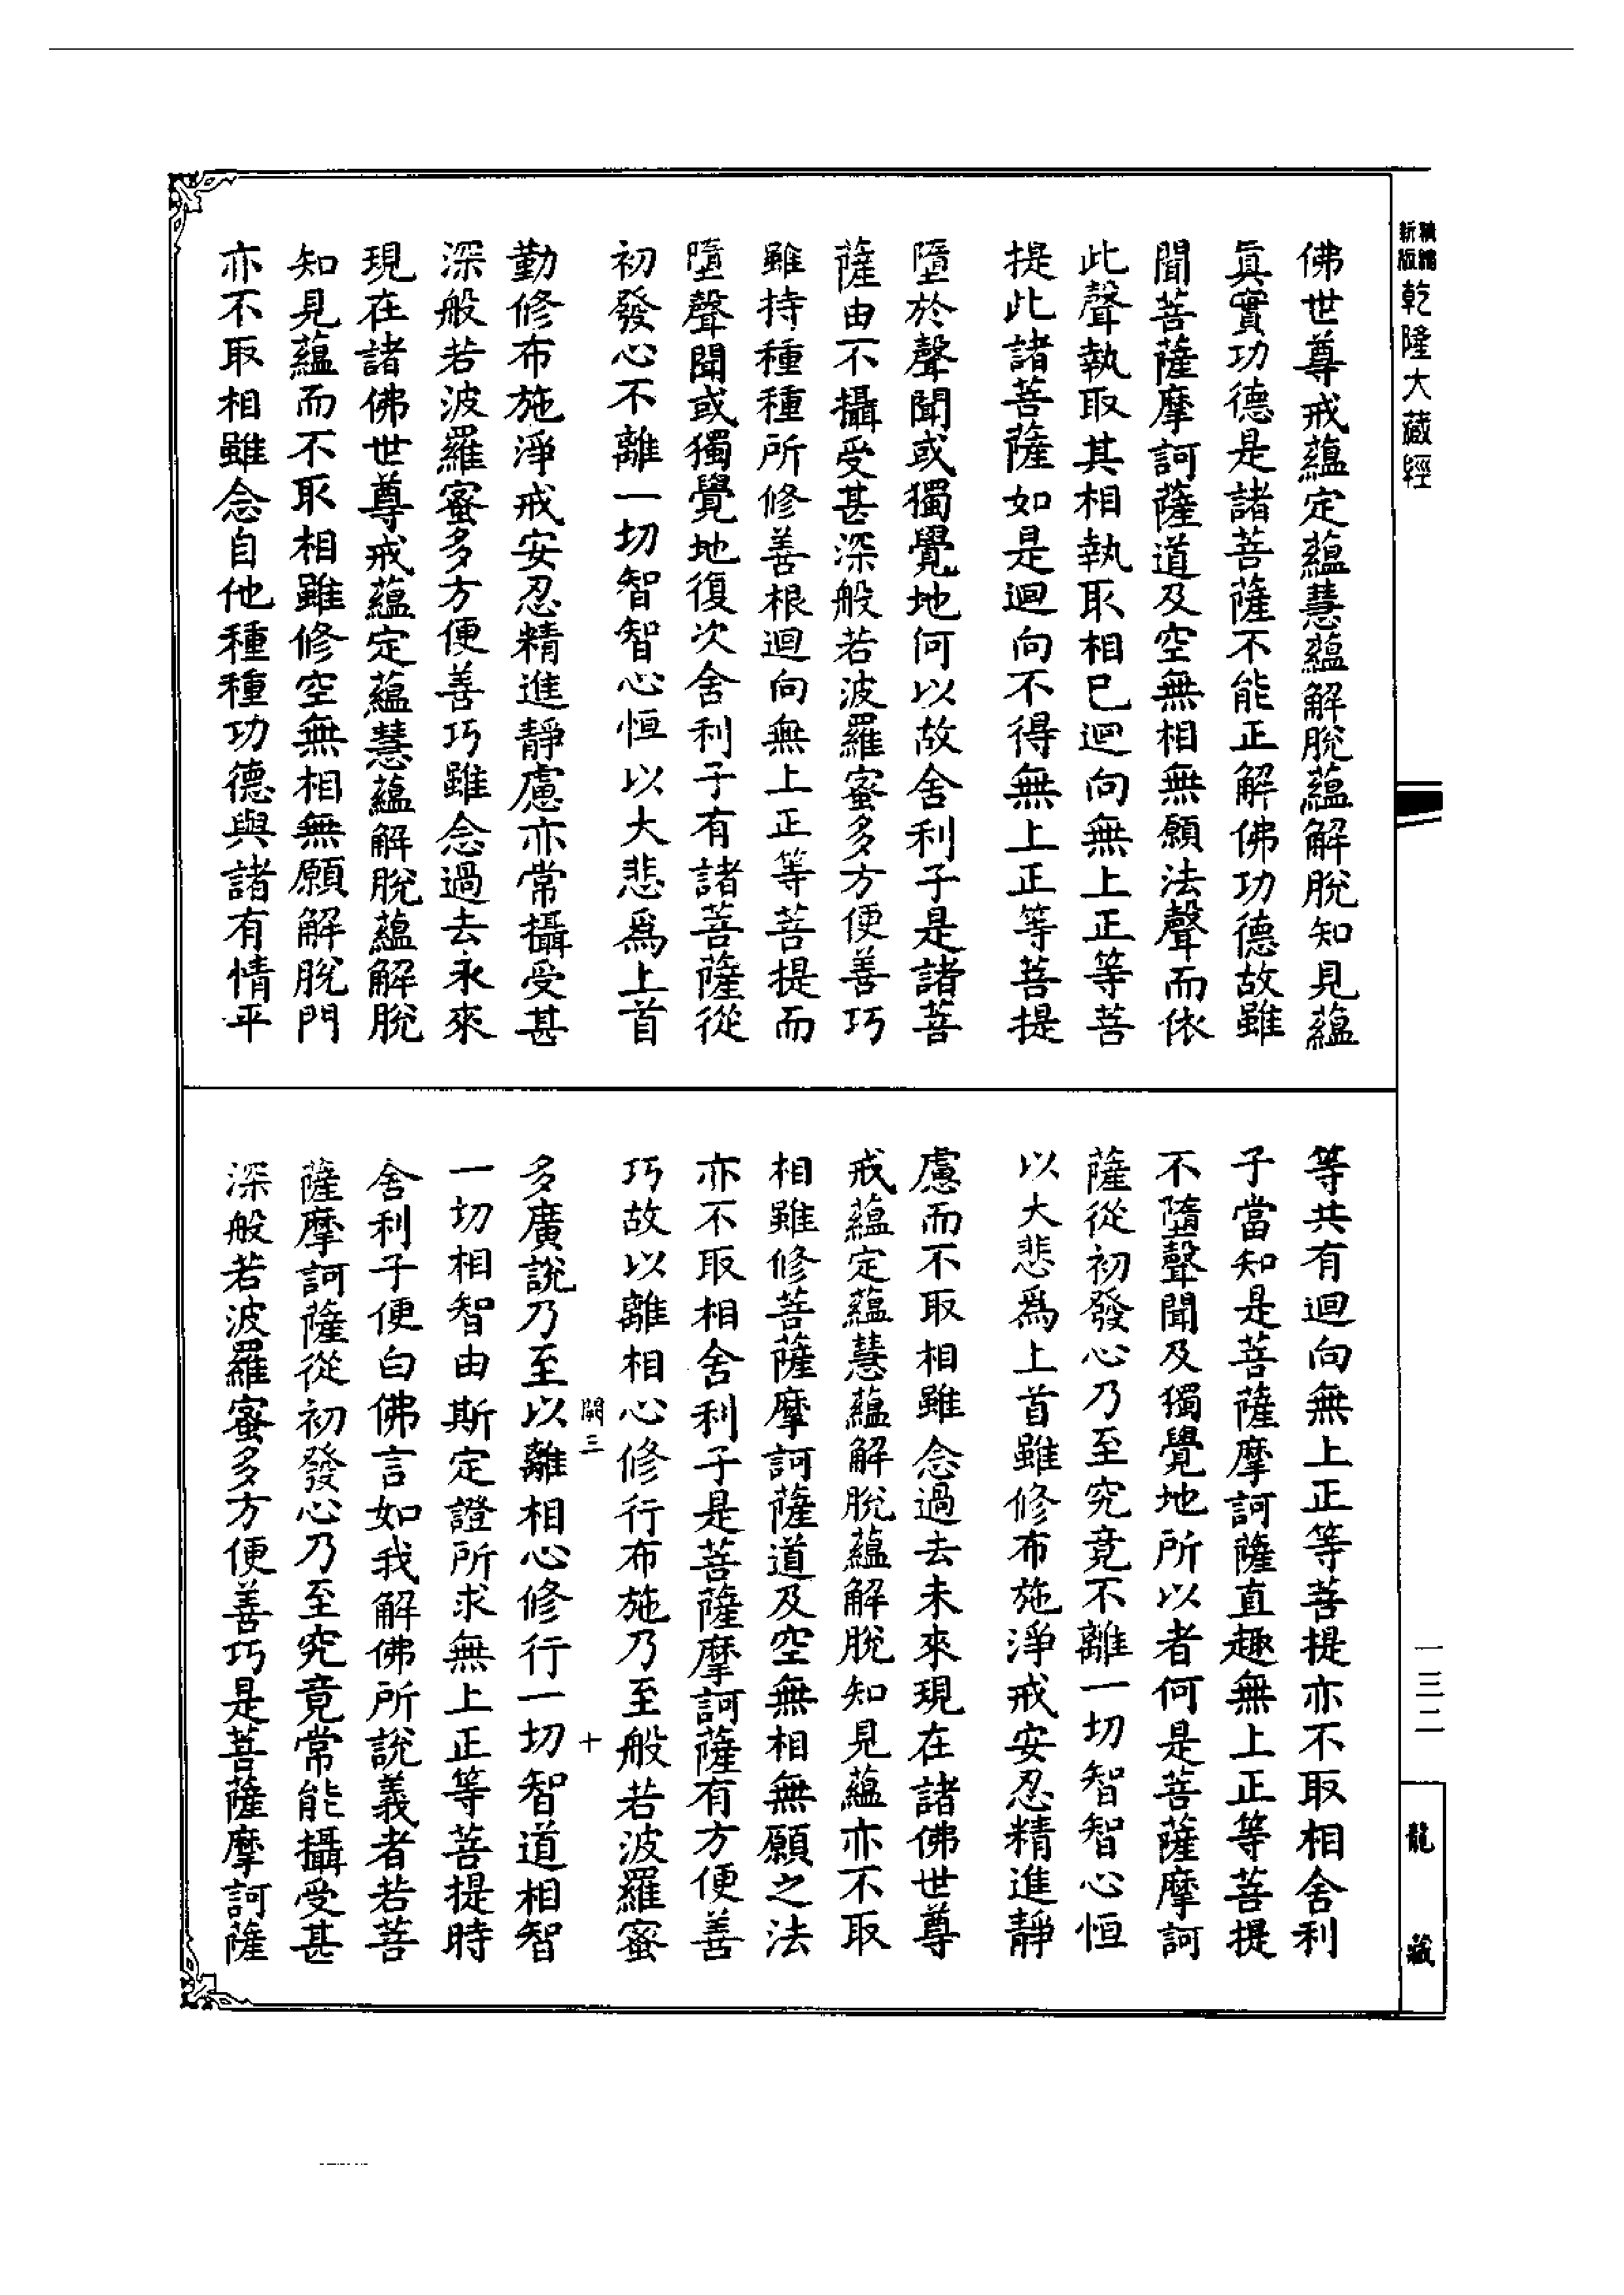 新版精縮乾隆大藏經
佛世尊戒蘊定蘊慧蘊解脫蘊解脫知見蘊
眞實功德是諸菩薩不能正解佛功德故雖
聞菩薩摩訶薩道及空無相無願法聲而依
此聲執取其相執取相已迴向無上正等菩
提此諸菩薩如是迴向不得無上正等菩提
墮於聲聞或獨覺地何以故舍利子是諸菩
薩由不攝受甚深般若波羅蜜多方便善巧
雖持種種所修善根迴向無上正等菩提而
墮聲聞或獨覺地復次舍利子有諸菩薩從
初發心不離一切智智心恒以大悲爲上首
勤修布施淨戒安忍精進靜慮亦常攝受甚
深般若波羅蜜多方便善巧雖念過去永來
現在諸佛世尊戒蘊定蘊慧蘊解脫蘊解脫
知見蘊而不取相雖修空無相無願解脫門
亦不取相雖念自他種種功德與諸有情平
等共有迴向無上正等菩提亦不取相舍利
子當知是菩薩摩訶薩直趣無上正等菩提
不墮聲聞及獨覺地所以者何是菩薩摩訶
薩從初發心乃至究竟不離一切智智心恒
以大悲爲上首雖修布施淨戒安忍精進靜
慮而不取相雖念過去未來現在諸佛世尊
戒蘊定蘊慧蘊解脫蘊解脫知見蘊亦不取
相雖修菩薩摩訶薩道及空無相無願之法
亦不取相舍利子是菩薩摩訶薩有方便善
巧故以離相心修行布施乃至般若波羅蜜
闕三 十
多廣說乃至以離相心修行一切智道相智
一切相智由斯定證所求無上正等菩提時
舍利子便白佛言如我解佛所說義者若菩
薩摩訶薩從初發心乃至究竟常能攝受甚
深般若波羅蜜多方便善巧是菩薩摩訶薩
一三二
龍藏